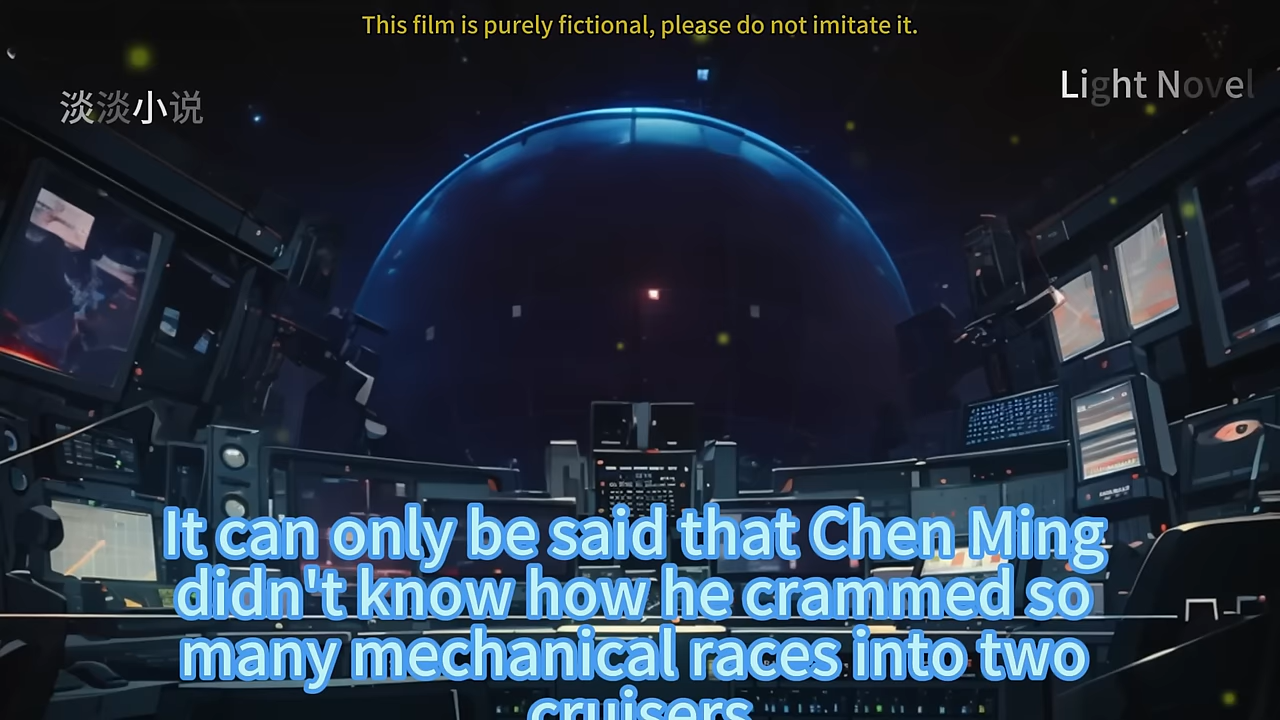 This film is purely fictional, please do not imitate it.
淡淡小说
Light Novel
It can only be said that Chen Ming
didn't know how he crammed so
many mechanical races into two
cruisers